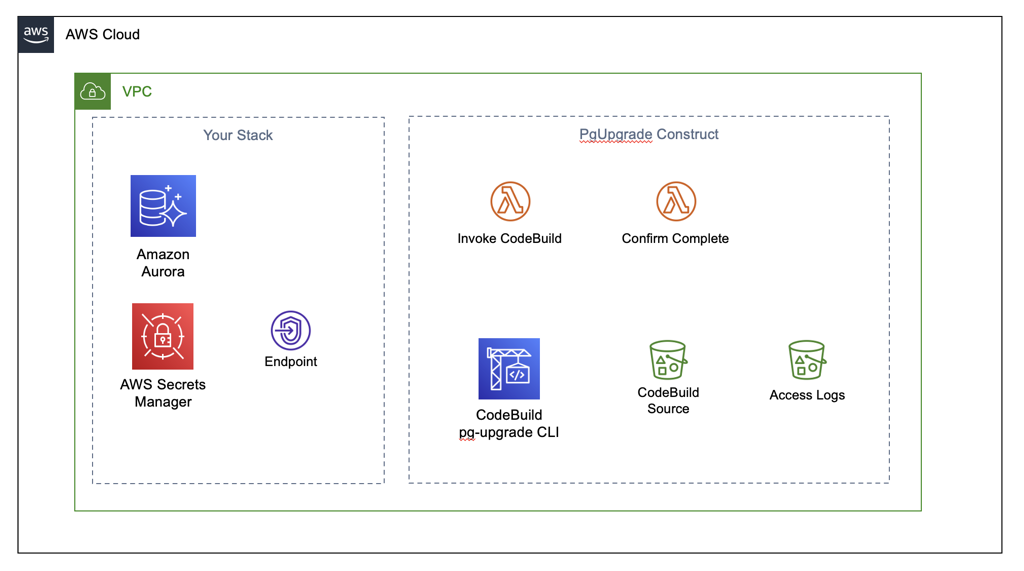 aws
AWS Cloud
VPC
Your Stack
Amazon
Aurora
AWS Secrets
Manager
Endpoint
PgUpgrade Construct
Invoke CodeBuild
Confirm Complete
CodeBuild
pg-upgrade CLI
CodeBuild
Source
Access Logs